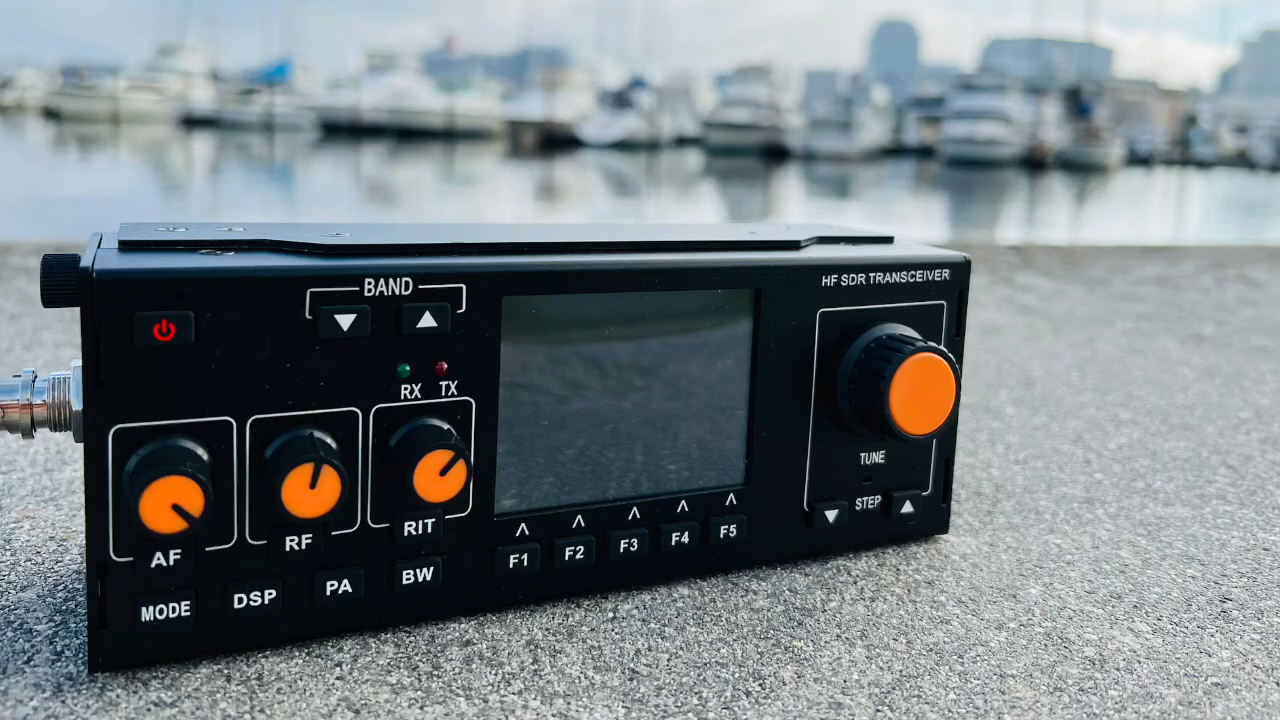 HF SDR TRANSCEIVER
BAND
RX TX
TUNE
STEP
AF
RF
RIT
F1 F2 F3 F4 F5
MODE DSP PA BW